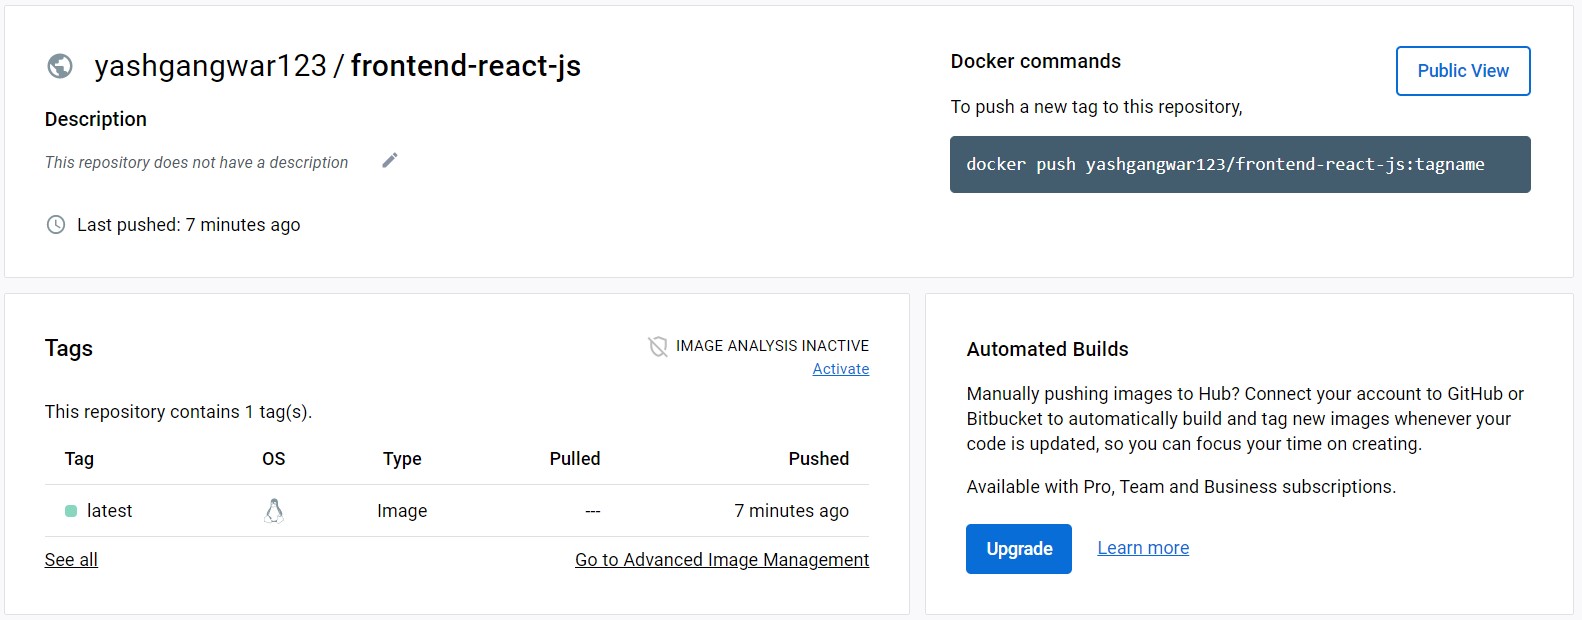 yashgangwar123 / frontend-react-js
Description
This repository does not have a description
Last pushed: 7 minutes ago
Docker commands
Public View
To push a new tag to this repository,
docker push yashgangwar123/frontend-react-js:tagname
Tags
IMAGE ANALYSIS INACTIVE
Activate
This repository contains 1 tag(s).
Tag OS Type Pulled Pushed
latest Image --- 7 minutes ago
See all Go to Advanced Image Management
Automated Builds
Manually pushing images to Hub? Connect your account to GitHub or
Bitbucket to automatically build and tag new images whenever your
code is updated, so you can focus your time on creating.
Available with Pro, Team and Business subscriptions.
Upgrade Learn more